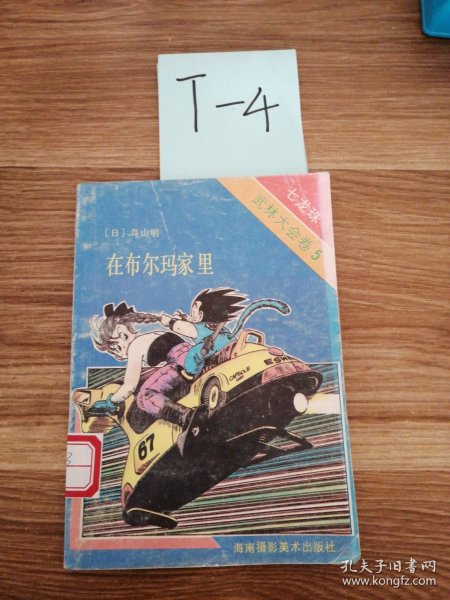 T-4
七龙珠
武林大会卷 5
[日] 鸟山明
在布尔玛家里
CAPSULE
67
海南摄影美术出版社
孔夫子旧书网
www.kongfz.com